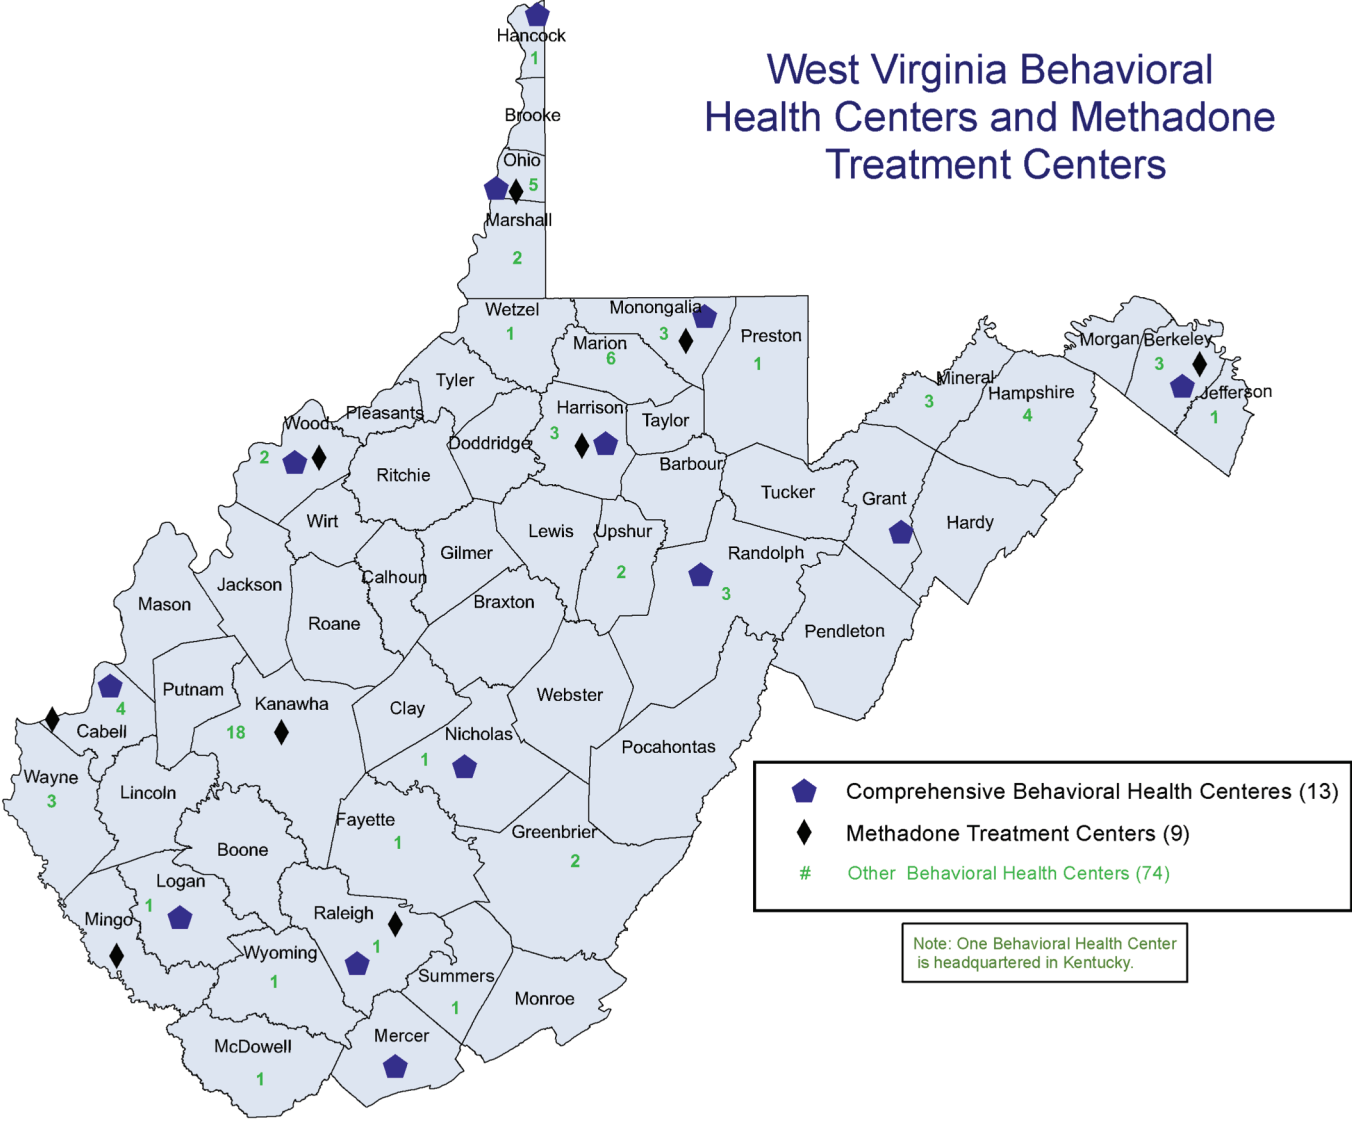 West Virginia Behavioral
Health Centers and Methadone
Treatment Centers
Hancock
1
Brooke
Ohio
5
Marshall
2
Wetzel
1
Monongalia
3
Marion
6
Preston
1
Morgan
Berkeley
3
Jefferson
1
Mineral
3
Hampshire
4
Tyler
Pleasants
Wood
2
Doddridge
Harrison
3
Taylor
Barbour
Ritchie
Tucker
Grant
Hardy
Wirt
Lewis
Upshur
2
Randolph
3
Gilmer
Calhoun
Jackson
Mason
Roane
Braxton
Pendleton
Putnam
Kanawha
18
Clay
Webster
Cabell
4
Nicholas
1
Pocahontas
Wayne
3
Lincoln
Fayette
1
Greenbrier
2
Boone
Logan
1
Mingo
Raleigh
1
Wyoming
1
Summers
1
Monroe
Mercer
McDowell
1
Comprehensive Behavioral Health Centeres (13)
Methadone Treatment Centers (9)
# Other Behavioral Health Centers (74)
Note: One Behavioral Health Center
is headquartered in Kentucky.